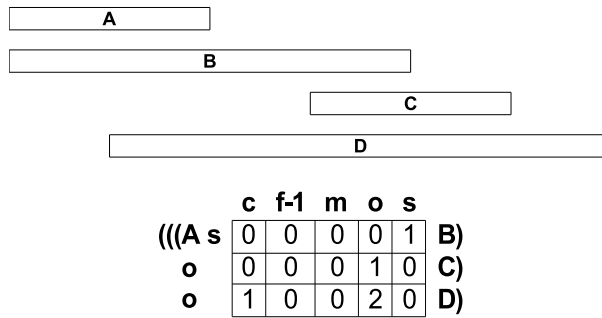 A
B
C
D
c f-1 m o s
(((A s 0 0 0 0 1 B)
o 0 0 0 1 0 C)
o 1 0 0 2 0 D)